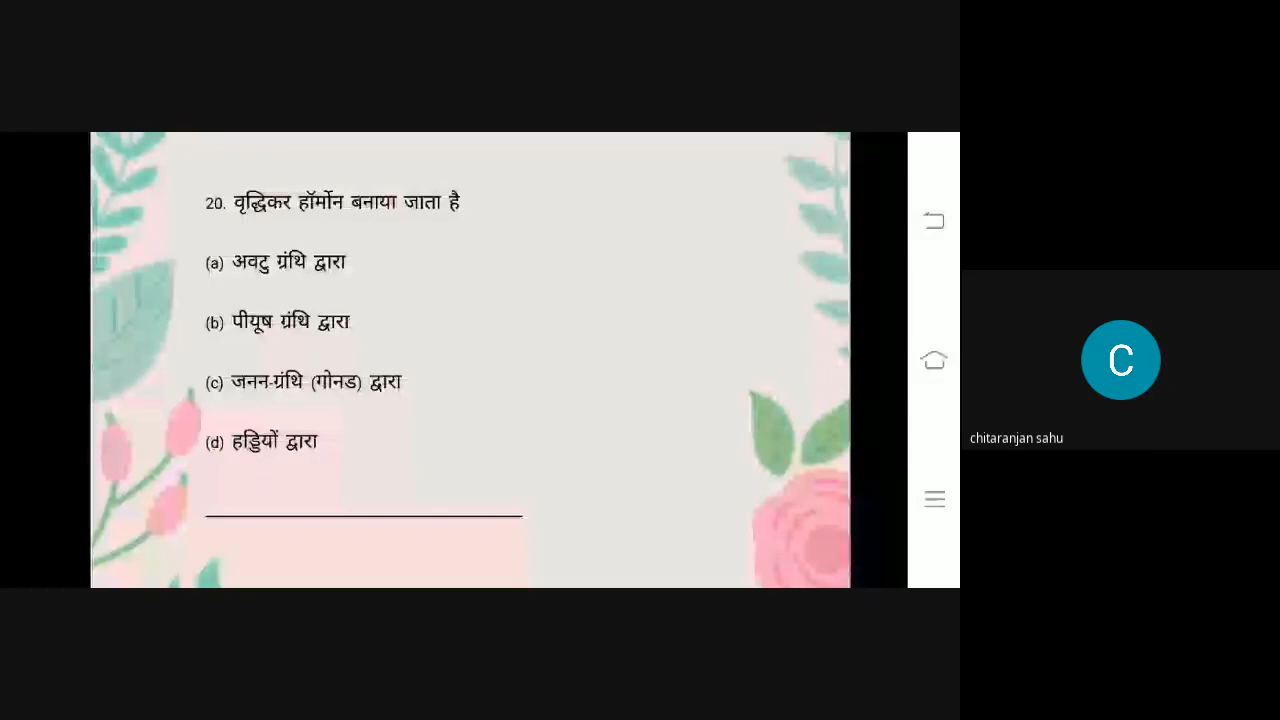 20. वृद्धिकर हॉर्मोन बनाया जाता है
(a) अवटु ग्रंथि द्वारा
(b) पीयूष ग्रंथि द्वारा
(c) जनन-ग्रंथि (गोनड) द्वारा
(d) हड्डियों द्वारा
C
chitaranjan sahu